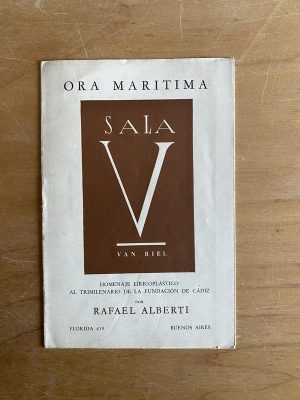 ORA MARITIMA
SALA
V
VAN RIEL
HOMENAJE LÍRICOPLASTICO
AL TRIMILENARIO DE LA FUNDACIÓN DE CÁDIZ
POR
RAFAEL ALBERTI
FLORIDA 659 BUENOS AIRES